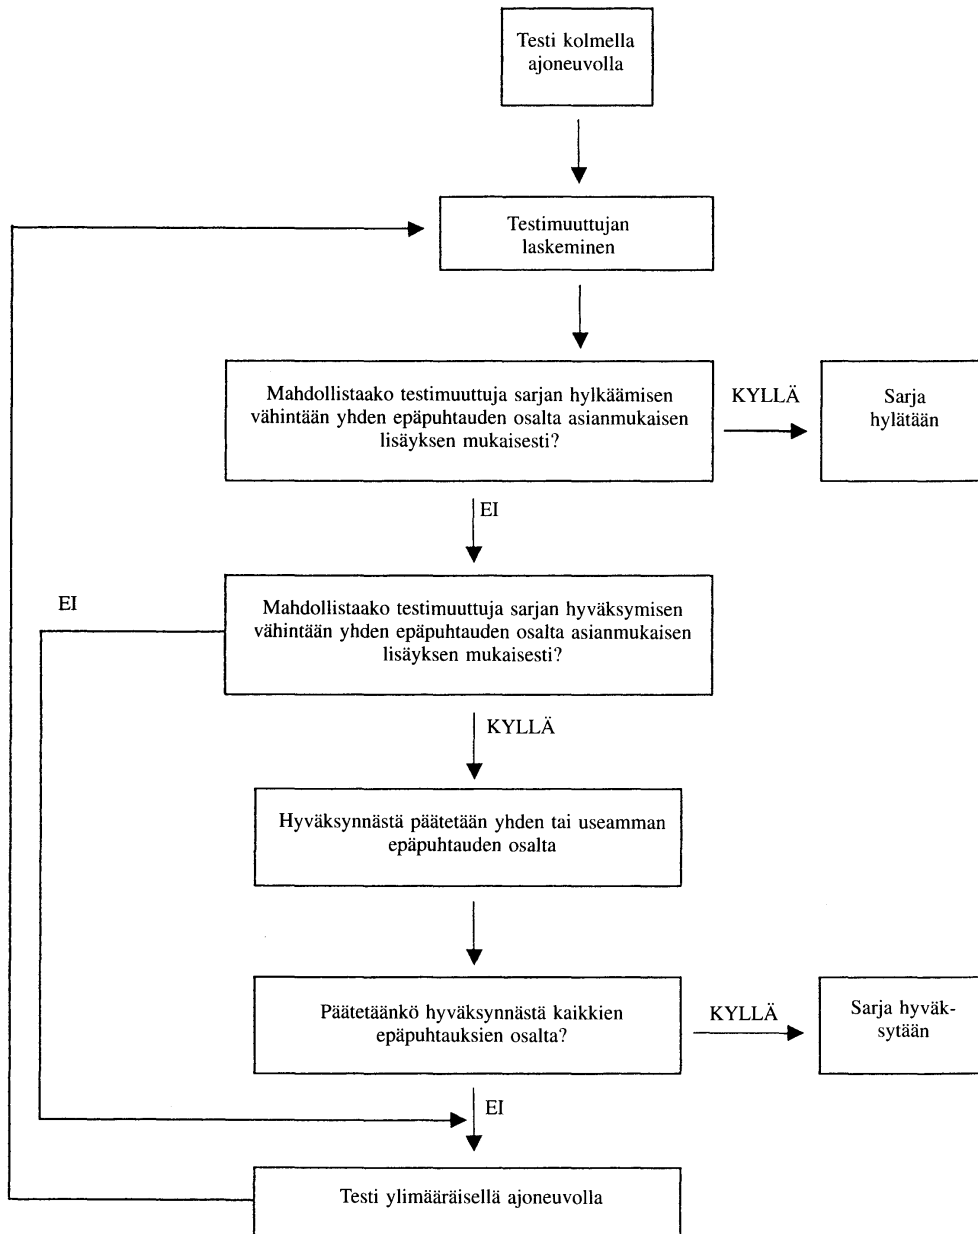 Testi kolmella
ajoneuvolla
Testimuuttujan
laskeminen
Mahdollistaako testimuuttuja sarjan hylkäämisen
vähintään yhden epäpuhtauden osalta asianmukaisen
lisäyksen mukaisesti?
KYLLÄ
Sarja
hylätään
EI
Mahdollistaako testimuuttuja sarjan hyväksymisen
vähintään yhden epäpuhtauden osalta asianmukaisen
lisäyksen mukaisesti?
EI
KYLLÄ
Hyväksynnästä päätetään yhden tai useamman
epäpuhtauden osalta
Päätetäänkö hyväksynnästä kaikkien
epäpuhtauksien osalta?
KYLLÄ
Sarja hyväk-
sytään
EI
Testi ylimääräisellä ajoneuvolla